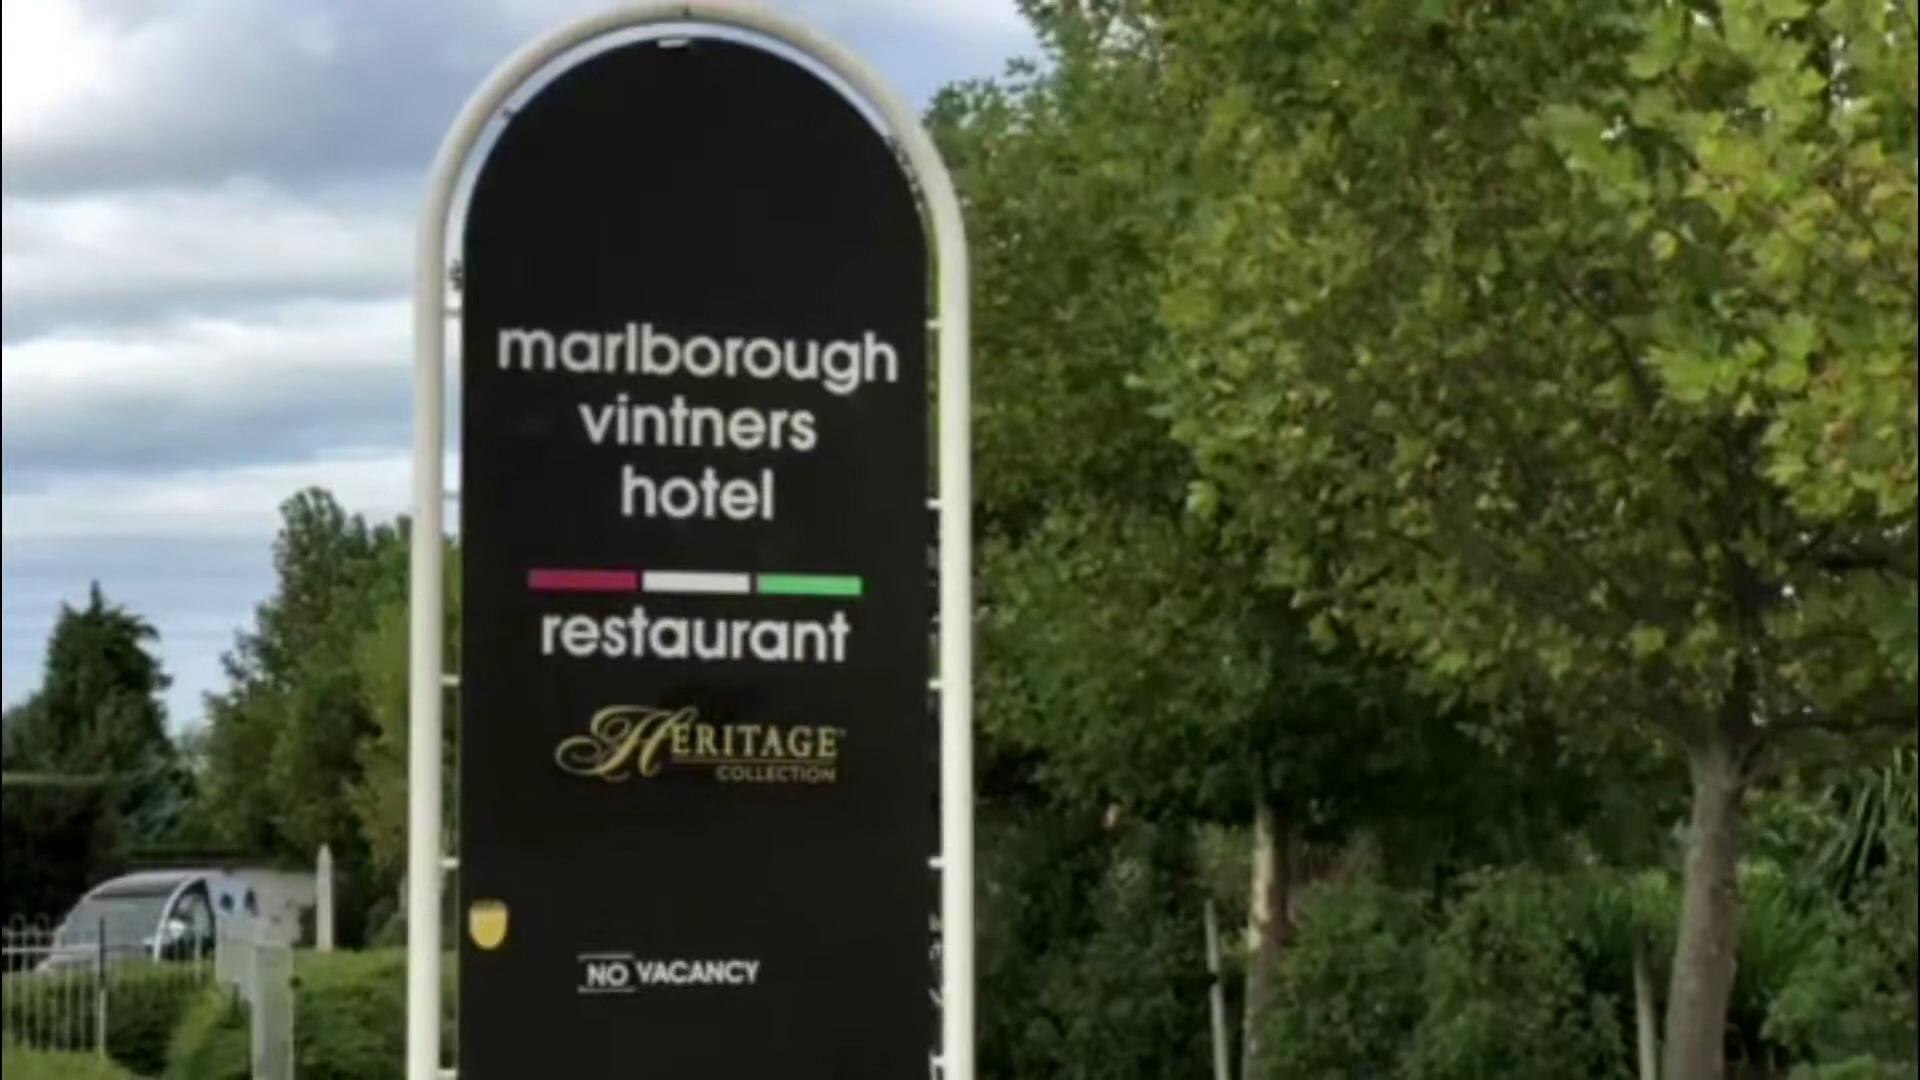 marlborough
vintners
hotel
restaurant
HERITAGE
COLLECTION
NO VACANCY